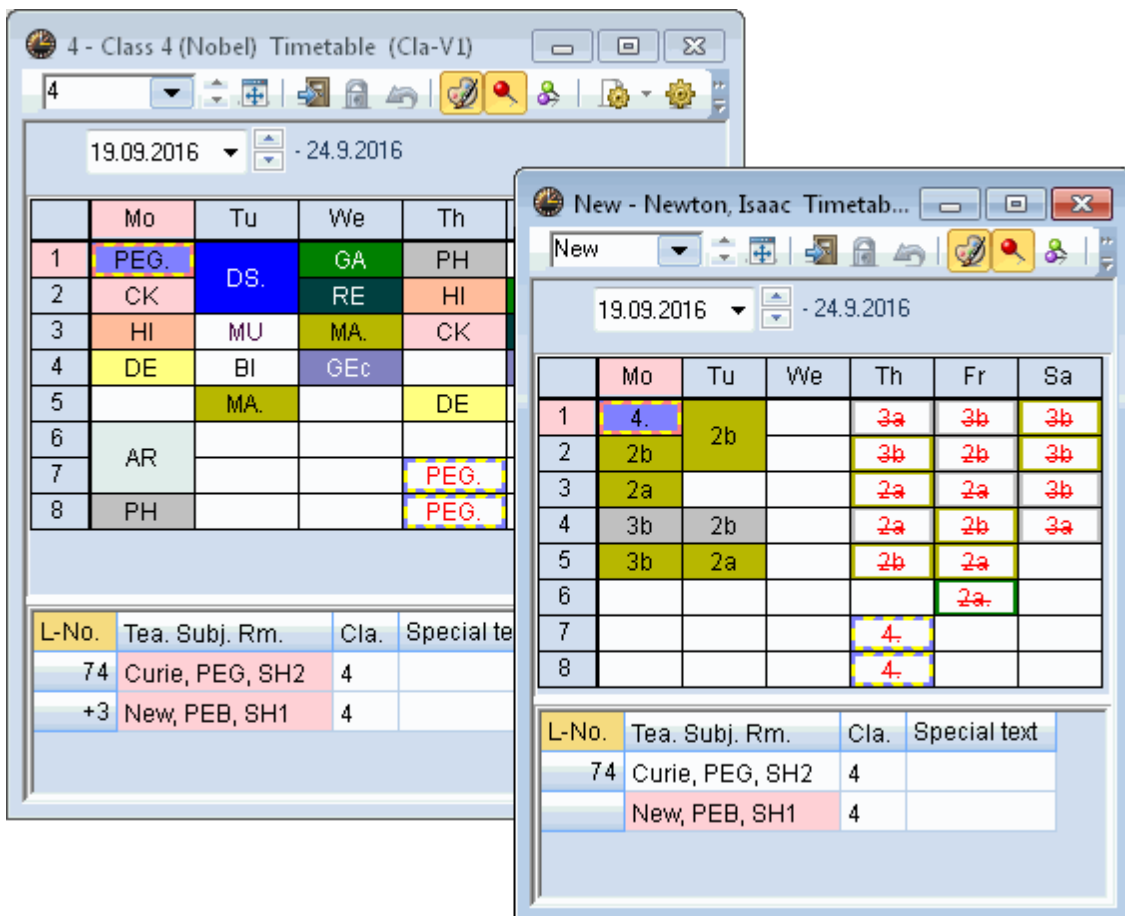 4 - Class 4 (Nobel) Timetable (Cla-V1)
4
19.09.2016 - 24.9.2016
Mo Tu We Th
1 PEG. DS. GA PH
2 CK RE HI
3 HI MU MA. CK
4 DE BI GEc
5 MA. DE
6 AR
7 PEG.
8 PH PEG.
L-No. Tea. Subj. Rm. Cla. Special te
74 Curie, PEG, SH2 4
+3 New, PEB, SH1 4
New - Newton, Isaac Timetab...
New
19.09.2016 - 24.9.2016
Mo Tu We Th Fr Sa
1 4. 2b 3a 3b 3b
2 2b 3b 2b 3b
3 2a 2a 2a 3b
4 3b 2b 2a 2b 3a
5 3b 2a 2b 2a
6 2a.
7 4.
8 4.
L-No. Tea. Subj. Rm. Cla. Special text
74 Curie, PEG, SH2 4
New, PEB, SH1 4